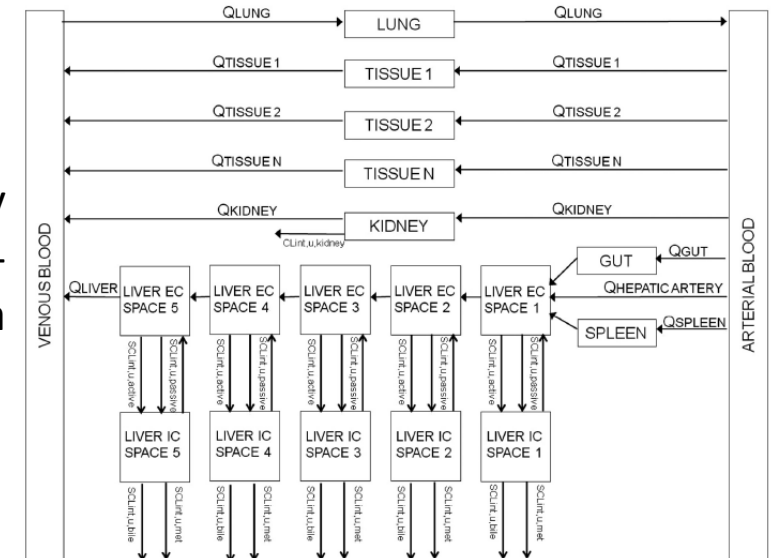 QLUNG
LUNG
QLUNG
QTISSUE 1
TISSUE 1
QTISSUE 1
QTISSUE 2
TISSUE 2
QTISSUE 2
QTISSUE N
TISSUE N
QTISSUE N
QKIDNEY
KIDNEY
QKIDNEY
CLint,u,kidney
VENOUS BLOOD
ARTERIAL BLOOD
GUT
QGUT
QLIVER
LIVER EC
SPACE 5
LIVER EC
SPACE 4
LIVER EC
SPACE 3
LIVER EC
SPACE 2
LIVER EC
SPACE 1
QHEPATIC ARTERY
SPLEEN
QSPLEEN
SCLint,u,active
SCLint,u,passive
SCLint,u,active
SCLint,u,passive
SCLint,u,active
SCLint,u,passive
SCLint,u,active
SCLint,u,passive
SCLint,u,active
SCLint,u,passive
LIVER IC
SPACE 5
LIVER IC
SPACE 4
LIVER IC
SPACE 3
LIVER IC
SPACE 2
LIVER IC
SPACE 1
SCLint,u,bile
SCLint,u,met
SCLint,u,bile
SCLint,u,met
SCLint,u,bile
SCLint,u,met
SCLint,u,bile
SCLint,u,met
SCLint,u,bile
SCLint,u,met